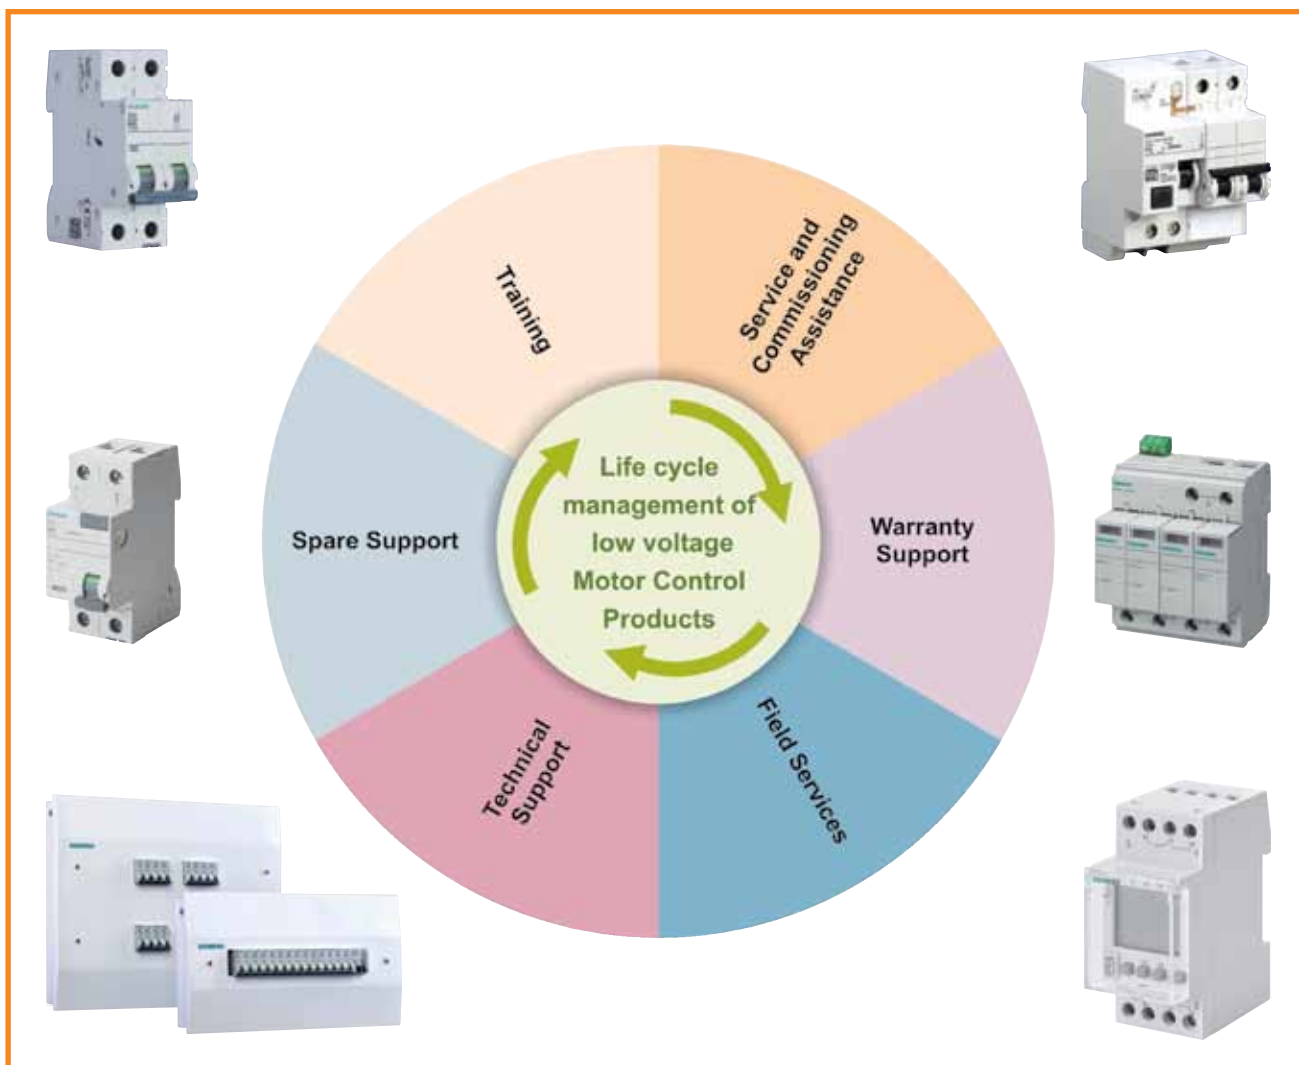 Training
Service and
Commissioning
Assistance
Warranty
Support
Field Services
Technical
Support
Spare Support
Life cycle
management of
low voltage
Motor Control
Products
SIEMENS